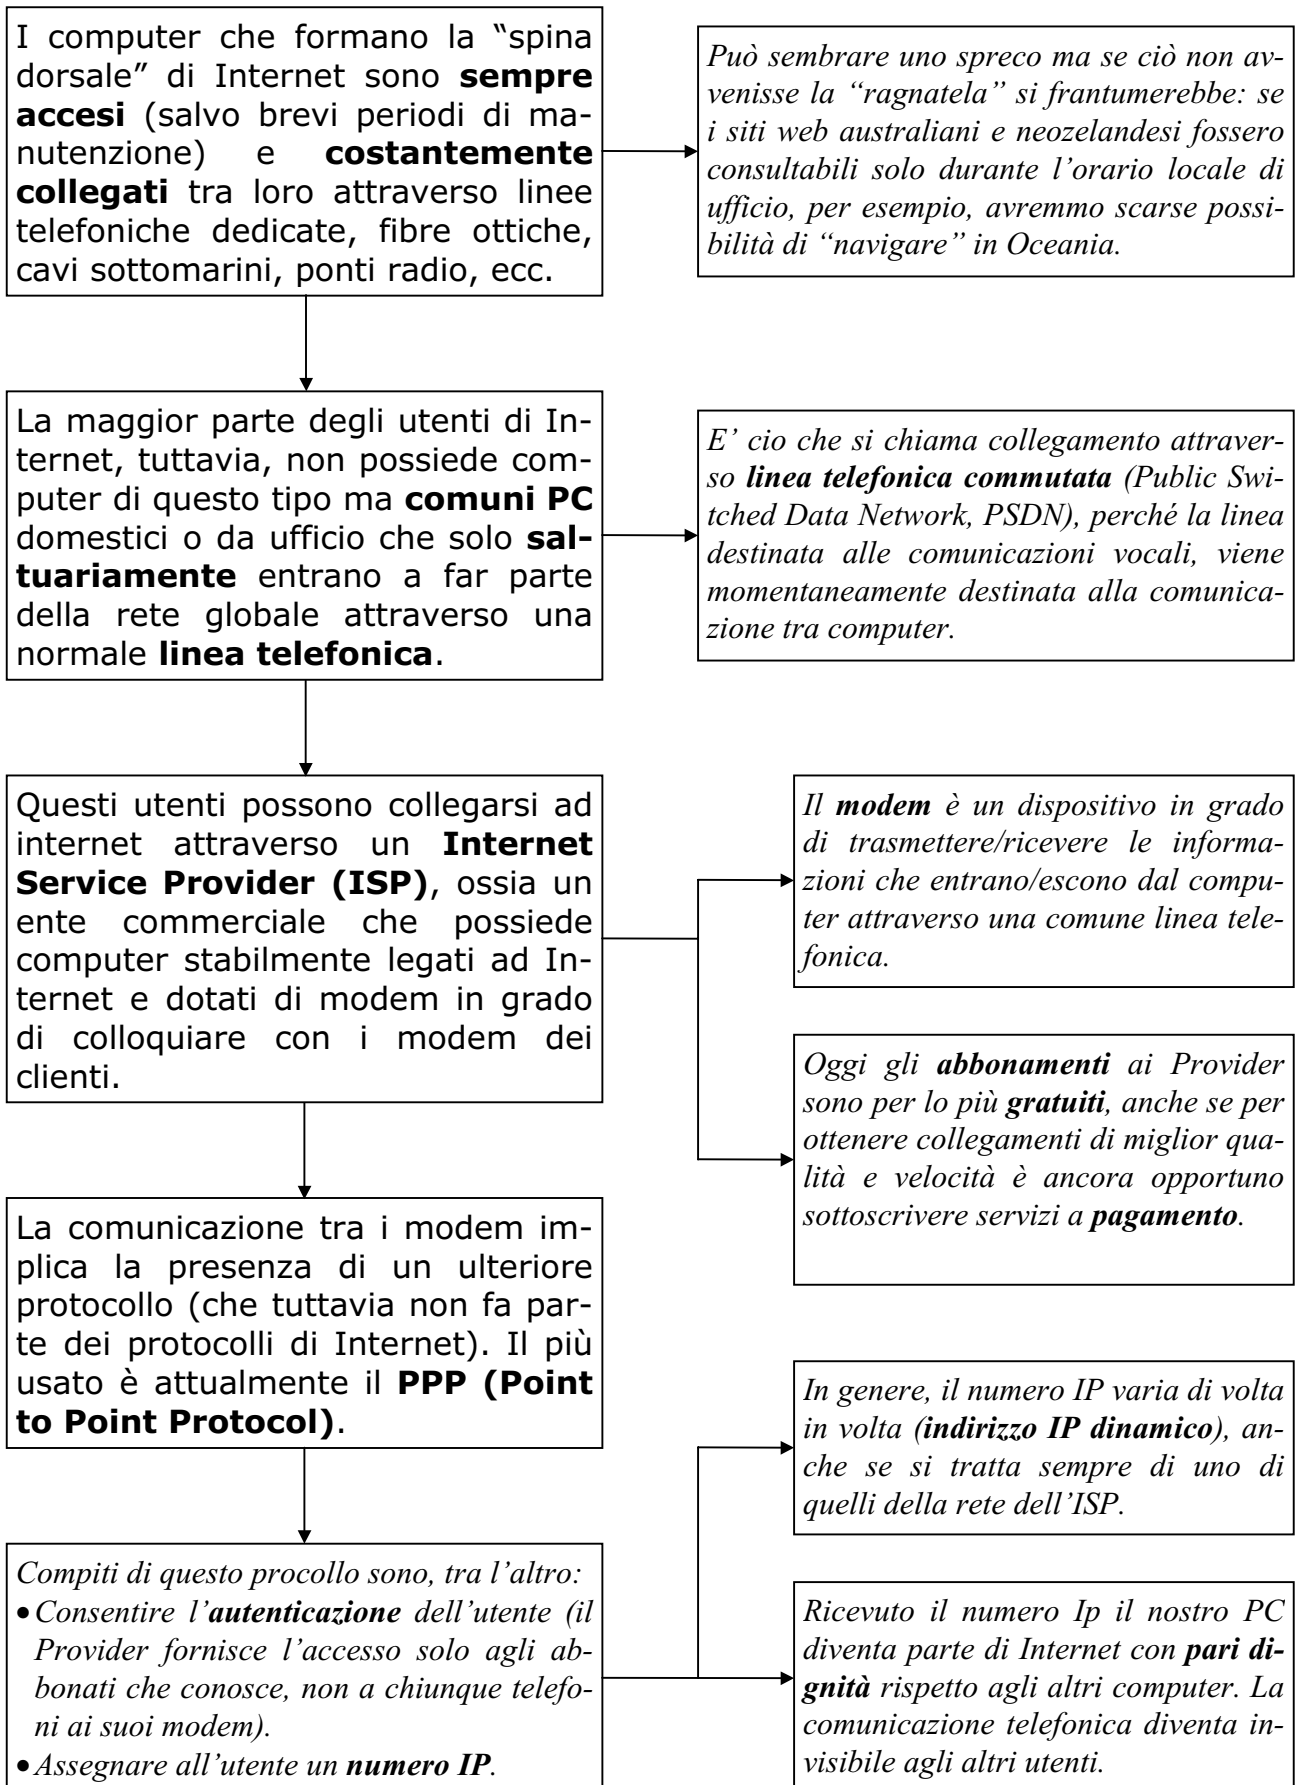 I computer che formano la “spina
dorsale” di Internet sono sempre
accesi (salvo brevi periodi di ma-
nutenzione) e costantemente
collegati tra loro attraverso linee
telefoniche dedicate, fibre ottiche,
cavi sottomarini, ponti radio, ecc.
Può sembrare uno spreco ma se ciò non av-
venisse la “ragnatela” si frantumerebbe: se
i siti web australiani e neozelandesi fossero
consultabili solo durante l’orario locale di
ufficio, per esempio, avremmo scarse possi-
bilità di “navigare” in Oceania.
La maggior parte degli utenti di In-
ternet, tuttavia, non possiede com-
puter di questo tipo ma comuni PC
domestici o da ufficio che solo sal-
tuariamente entrano a far parte
della rete globale attraverso una
normale linea telefonica.
E’ cio che si chiama collegamento attraver-
so linea telefonica commutata (Public Swi-
tched Data Network, PSDN), perché la linea
destinata alle comunicazioni vocali, viene
momentaneamente destinata alla comunica-
zione tra computer.
Questi utenti possono collegarsi ad
internet attraverso un Internet
Service Provider (ISP), ossia un
ente commerciale che possiede
computer stabilmente legati ad In-
ternet e dotati di modem in grado
di colloquiare con i modem dei
clienti.
Il modem è un dispositivo in grado
di trasmettere/ricevere le informa-
zioni che entrano/escono dal compu-
ter attraverso una comune linea tele-
fonica.
Oggi gli abbonamenti ai Provider
sono per lo più gratuiti, anche se per
ottenere collegamenti di miglior qua-
lità e velocità è ancora opportuno
sottoscrivere servizi a pagamento.
La comunicazione tra i modem im-
plica la presenza di un ulteriore
protocollo (che tuttavia non fa par-
te dei protocolli di Internet). Il più
usato è attualmente il PPP (Point
to Point Protocol).
In genere, il numero IP varia di volta
in volta (indirizzo IP dinamico), an-
che se si tratta sempre di uno di
quelli della rete dell’ISP.
Compiti di questo procollo sono, tra l’altro:
• Consentire l’autenticazione dell’utente (il
Provider fornisce l’accesso solo agli ab-
bonati che conosce, non a chiunque telefo-
ni ai suoi modem).
• Assegnare all’utente un numero IP.
Ricevuto il numero Ip il nostro PC
diventa parte di Internet con pari di-
gnità rispetto agli altri computer. La
comunicazione telefonica diventa in-
visibile agli altri utenti.